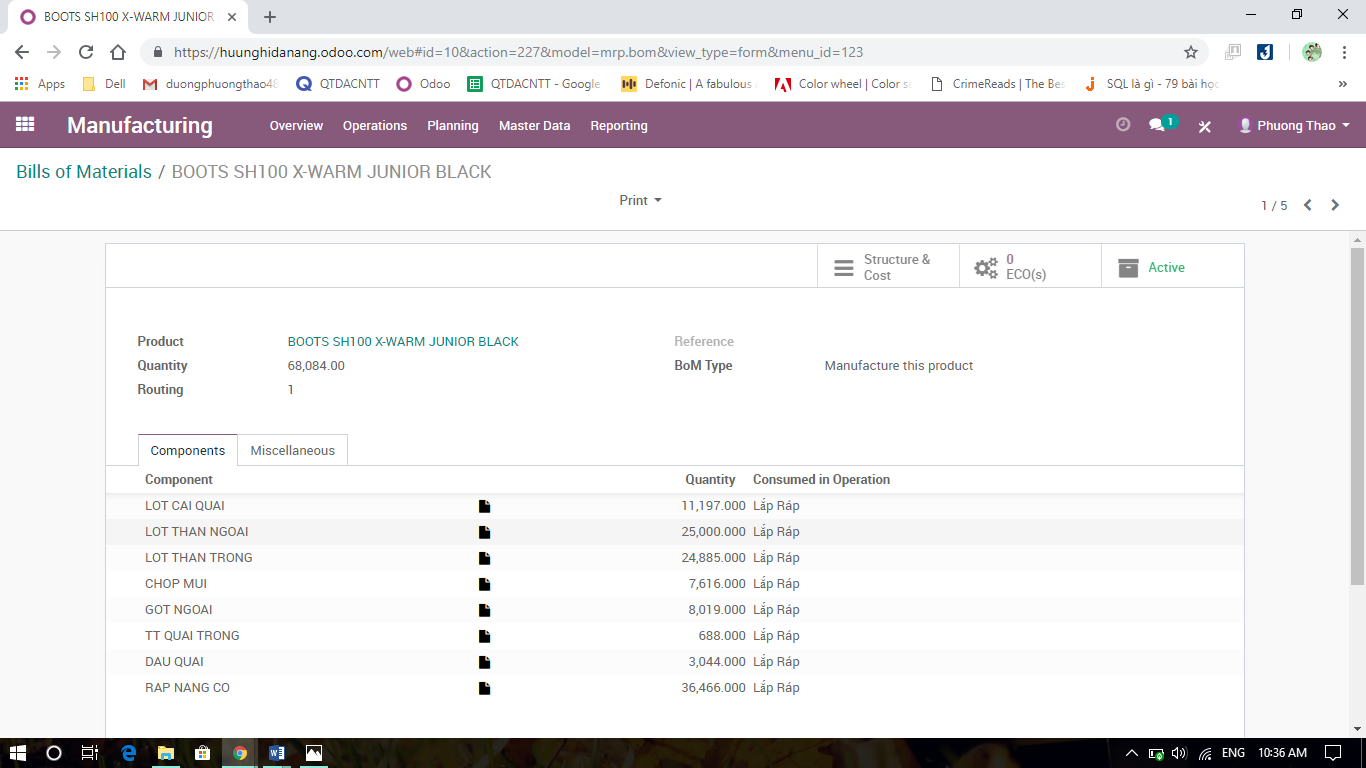 BOOTS SH100 X-WARM JUNIOR
https://huunghidanang.odoo.com/web#id=10&action=227&model=mrp.bom&view_type=form&menu_id=123
Apps Dell duongphuongthao48 QTDACNTT Odoo QTDACNTT - Google Defonic | A fabulous Color wheel | Color s CrimeReads | The Bes SQL là gì - 79 bài học »
Manufacturing Overview Operations Planning Master Data Reporting 1 Phuong Thao
Bills of Materials / BOOTS SH100 X-WARM JUNIOR BLACK
Print
1 / 5
Structure & Cost 0 ECO(s) Active
Product BOOTS SH100 X-WARM JUNIOR BLACK Reference
Quantity 68,084.00 BoM Type Manufacture this product
Routing 1
Components Miscellaneous
Component Quantity Consumed in Operation
LOT CAI QUAI 11,197.000 Lắp Ráp
LOT THAN NGOAI 25,000.000 Lắp Ráp
LOT THAN TRONG 24,885.000 Lắp Ráp
CHOP MUI 7,616.000 Lắp Ráp
GOT NGOAI 8,019.000 Lắp Ráp
TT QUAI TRONG 688.000 Lắp Ráp
DAU QUAI 3,044.000 Lắp Ráp
RAP NANG CO 36,466.000 Lắp Ráp
ENG 10:36 AM